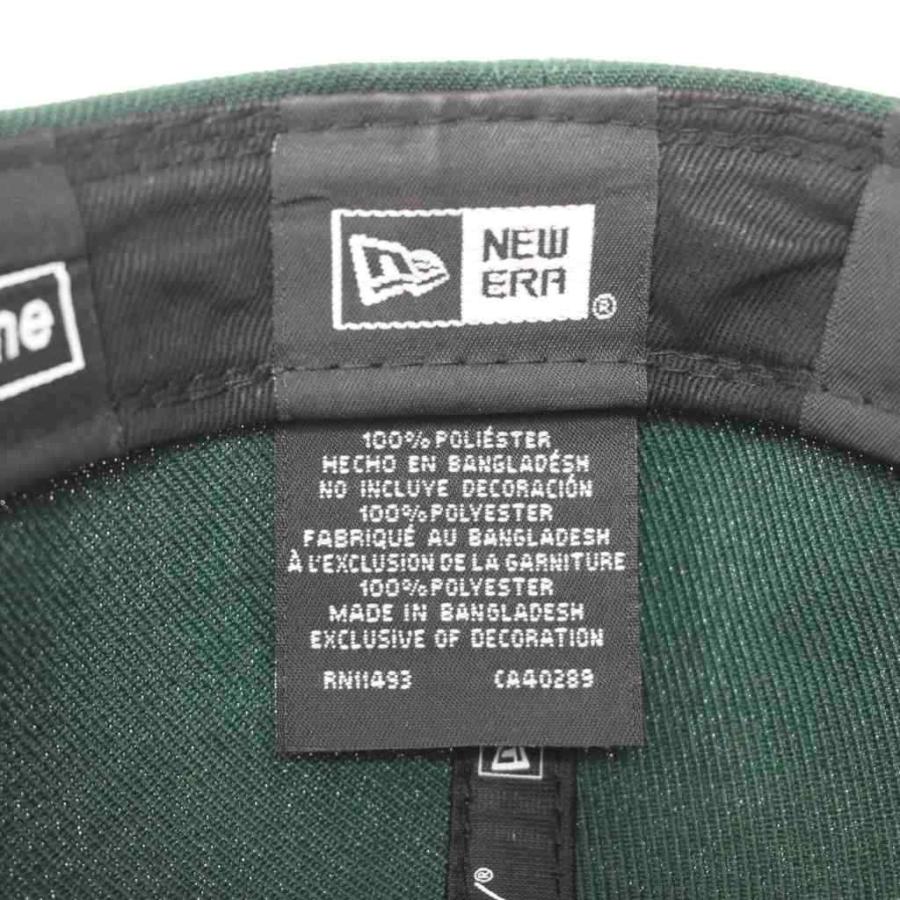 NEW
ERA®
ne
100% POLIÉSTER
HECHO EN BANGLADÉSH
NO INCLUYE DECORACIÓN
100% POLYESTER
FABRIQUÉ AU BANGLADESH
À L'EXCLUSION DE LA GARNITURE
100% POLYESTER
MADE IN BANGLADESH
EXCLUSIVE OF DECORATION
RN11493 CA40289
®